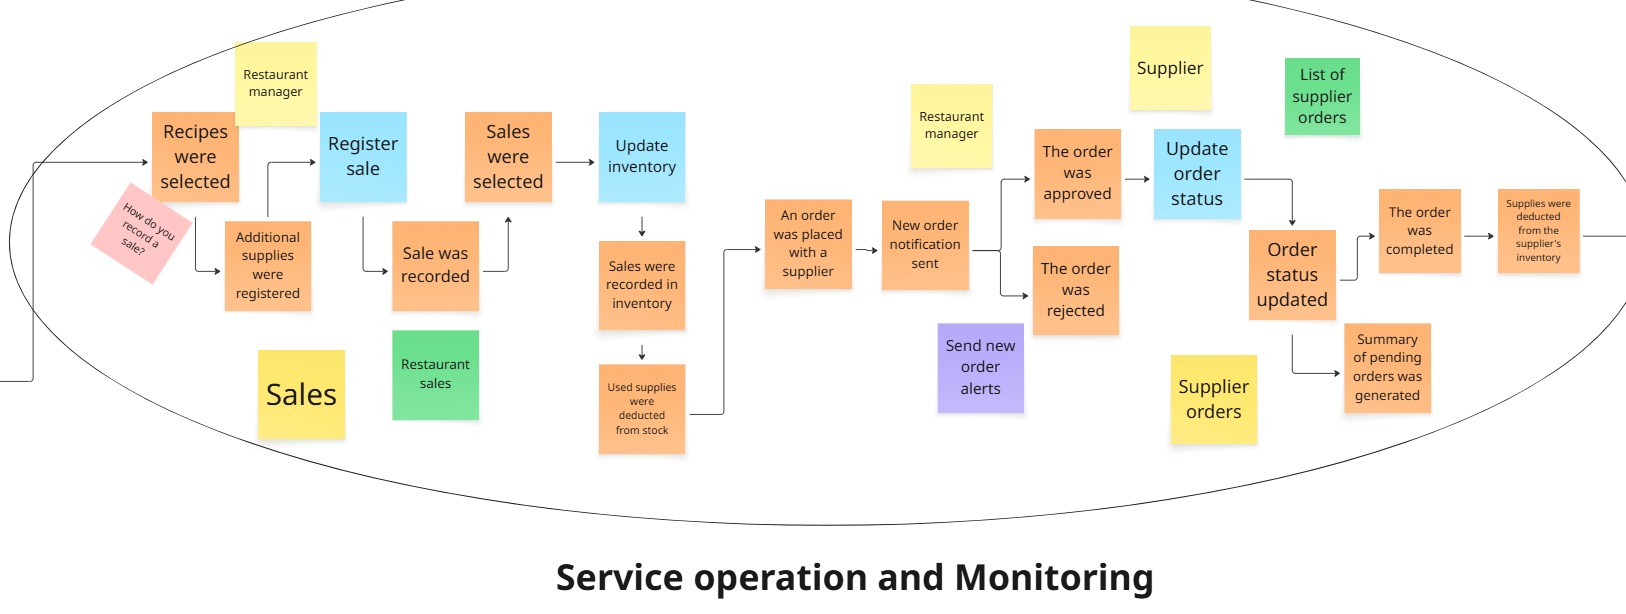 Restaurant
manager
Recipes
were
selected
How do you
record a
sale?
Additional
supplies
were
registered
Register
sale
Sale was
recorded
Sales
were
selected
Update
inventory
Sales were
recorded in
inventory
Used supplies
were
deducted
from stock
Sales
Restaurant
sales
An order
was placed
with a
supplier
New order
notification
sent
Restaurant
manager
The order
was
approved
The order
was
rejected
Send new
order
alerts
Supplier
Update
order
status
List of
supplier
orders
Order
status
updated
The order
was
completed
Supplies were
deducted
from the
supplier's
inventory
Summary
of pending
orders was
generated
Supplier
orders
Service operation and Monitoring